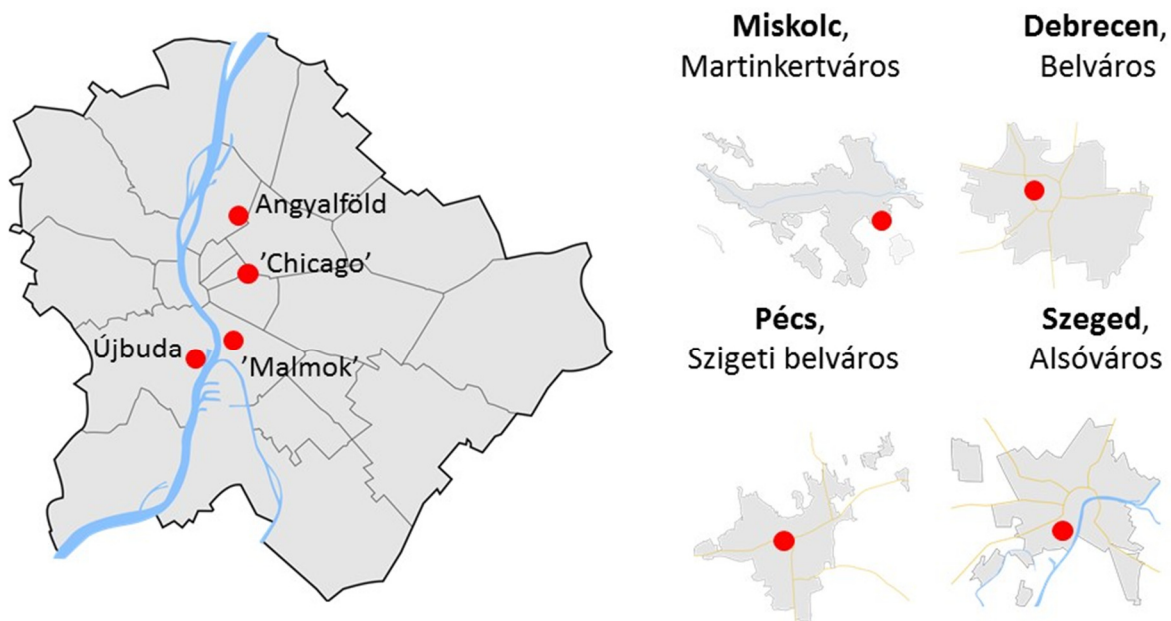 Angyalföld
’Chicago’
Újbuda
’Malmok’
Miskolc,
Martinkertváros
Debrecen,
Belváros
Pécs,
Szigeti belváros
Szeged,
Alsóváros